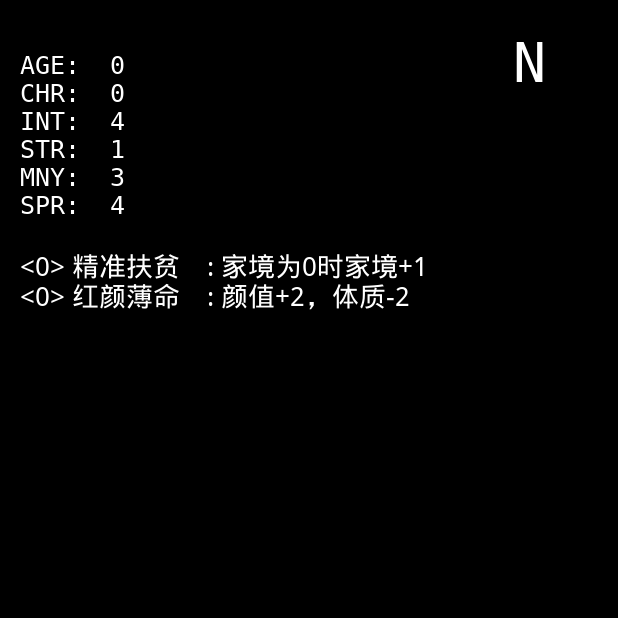 N
AGE: 0
CHR: 0
INT: 4
STR: 1
MNY: 3
SPR: 4
<0> 精准扶贫 : 家境为0时家境+1
<0> 红颜薄命 : 颜值+2，体质-2